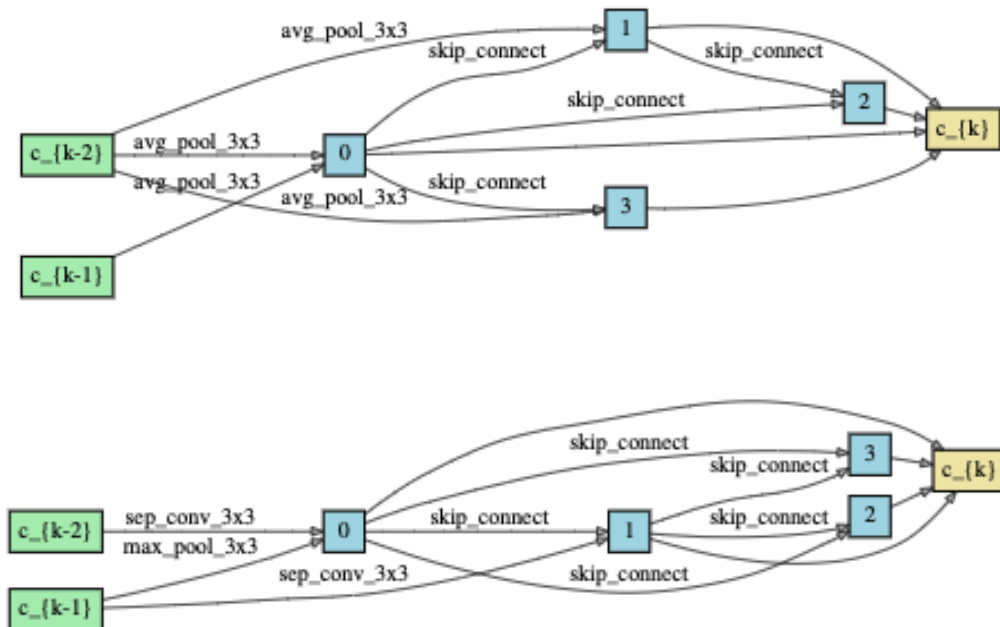 avg_pool_3x3
1
skip_connect
skip_connect
2
skip_connect
c_{k}
c_{k-2}
avg_pool_3x3
0
avg_pool_3x3
skip_connect
avg_pool_3x3
3
c_{k-1}
skip_connect
3
skip_connect
c_{k}
c_{k-2}
sep_conv_3x3
0
skip_connect
1
skip_connect
2
max_pool_3x3
sep_conv_3x3
skip_connect
c_{k-1}